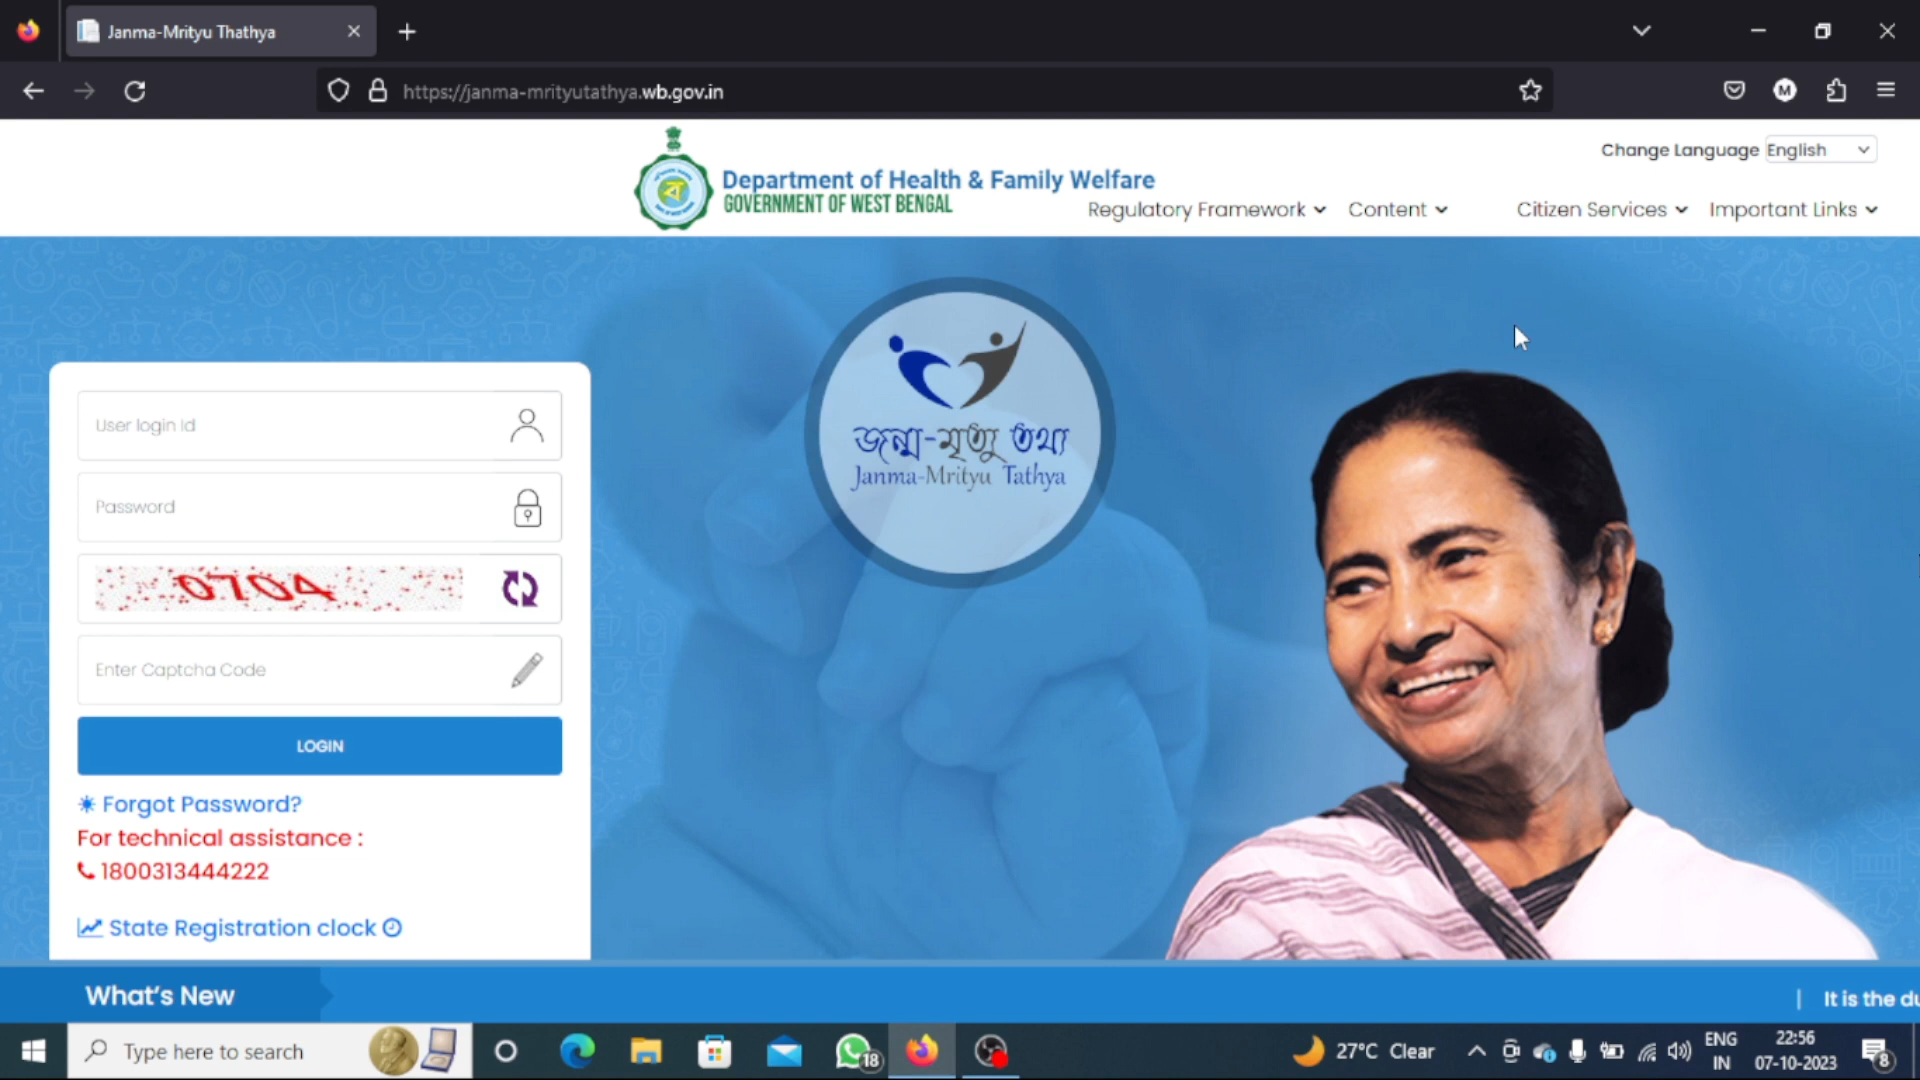 Janma-Mrityu Thathya
https://janma-mrityutathya.wb.gov.in
Change Language English
Department of Health & Family Welfare
GOVERNMENT OF WEST BENGAL
Regulatory Framework Content Citizen Services Important Links
জন্ম-মৃত্যু তথ্য
Janma-Mrityu Tathya
User login Id
Password
0704
Enter Captcha Code
LOGIN
Forgot Password?
For technical assistance :
1800313444222
State Registration clock
What's New
| It is the du
Type here to search
18
27°C Clear
ENG
IN
22:56
07-10-2023
8
M